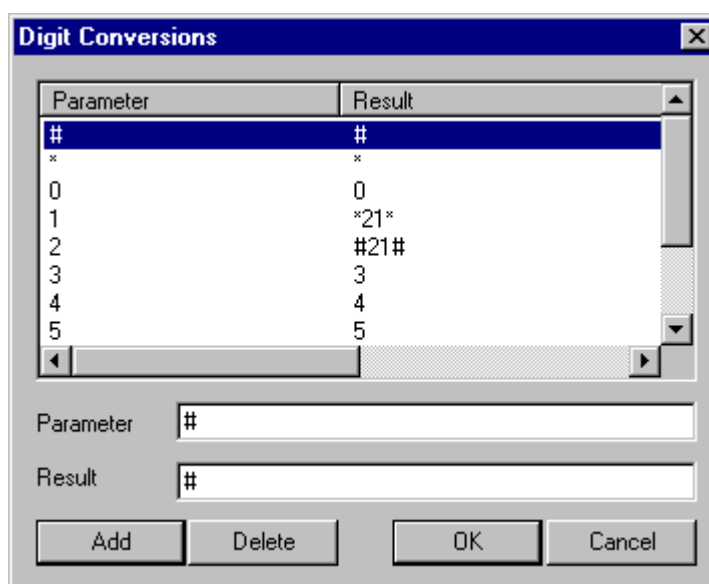 Digit Conversions
Parameter Result
# #
* *
0 0
1 *21*
2 #21#
3 3
4 4
5 5
Parameter #
Result #
Add Delete OK Cancel